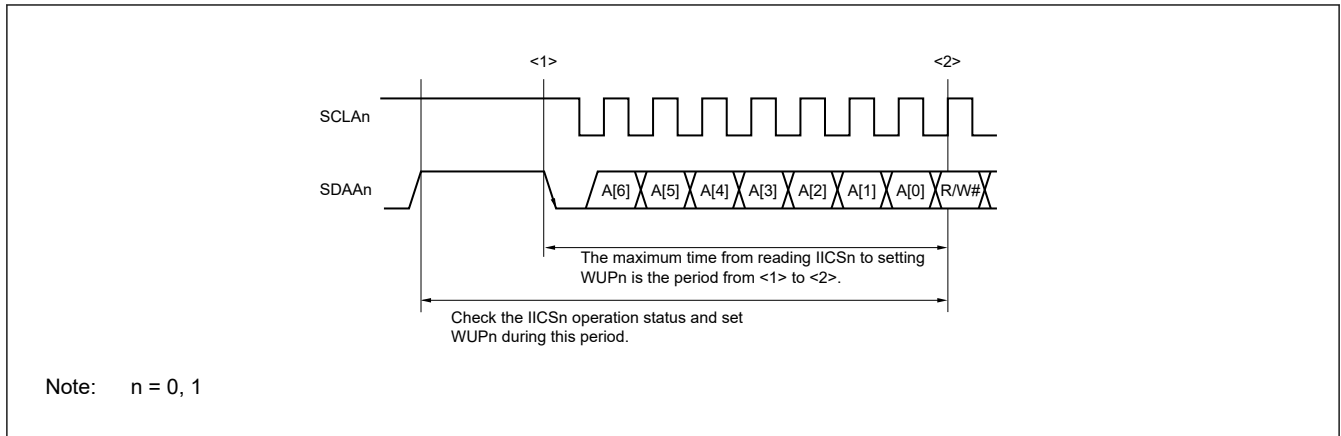 <1> <2>
SCLAn
SDAAn A[6] A[5] A[4] A[3] A[2] A[1] A[0] R/W#
The maximum time from reading IICSn to setting
WUPn is the period from <1> to <2>.
Check the IICSn operation status and set
WUPn during this period.
Note: n = 0, 1